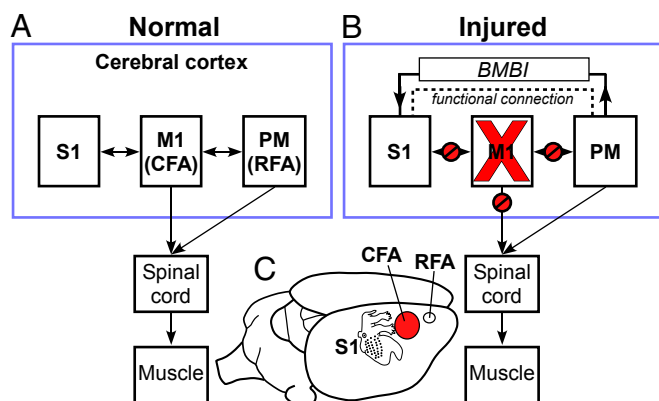 A
Normal
Cerebral cortex
S1
M1
(CFA)
PM
(RFA)
Spinal
cord
Muscle
B
Injured
BMBI
functional connection
S1
M1
PM
Spinal
cord
Muscle
C
CFA
RFA
S1